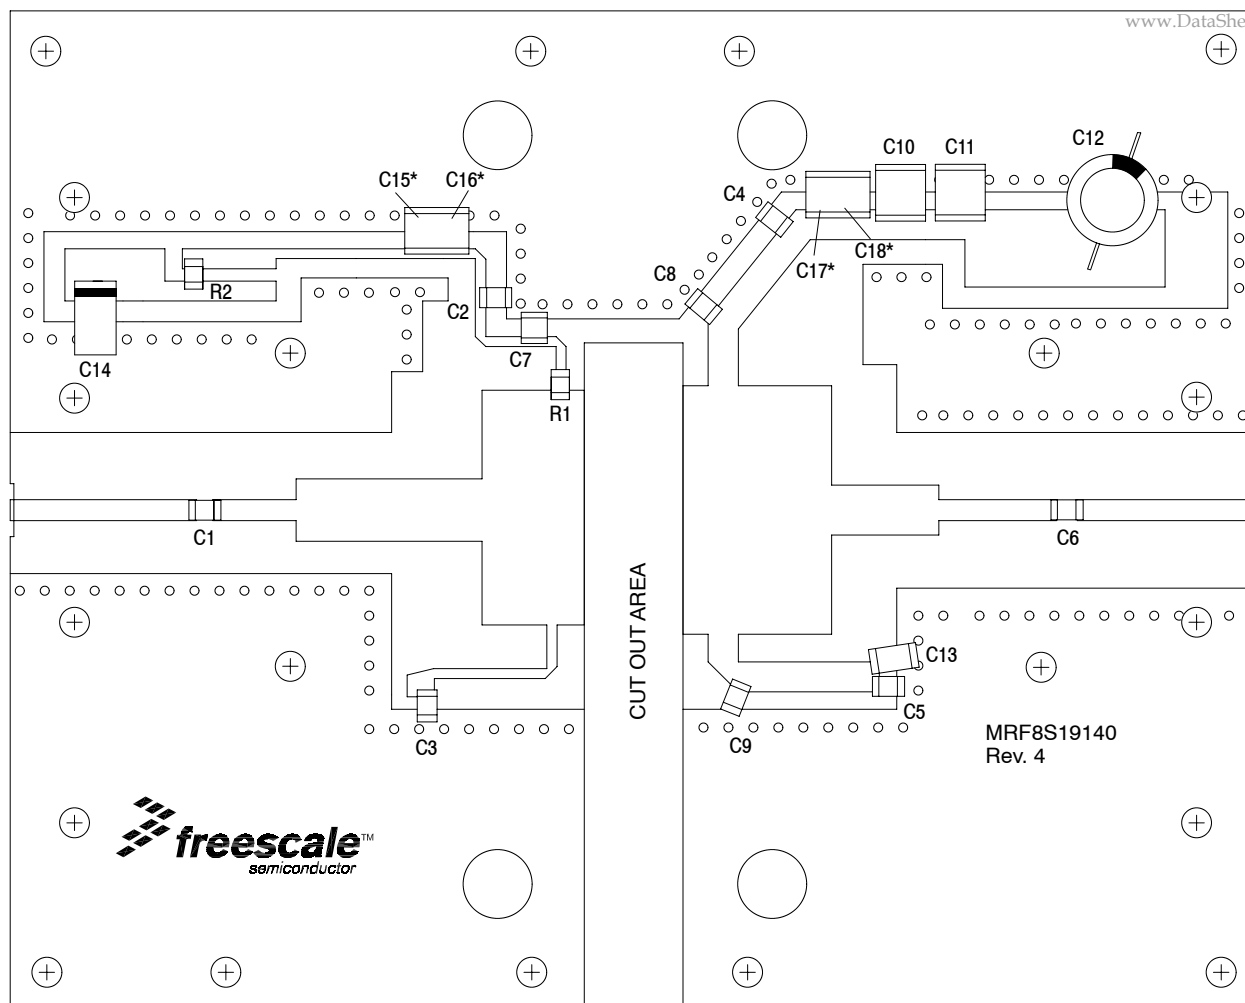 www.DataShe
C12
C10
C11
C15*
C16*
C4
C17*
C18*
C8
R2
C2
C7
C14
R1
C1
C6
CUT OUT AREA
C13
C5
C3
C9
MRF8S19140
Rev. 4
freescale™
semiconductor